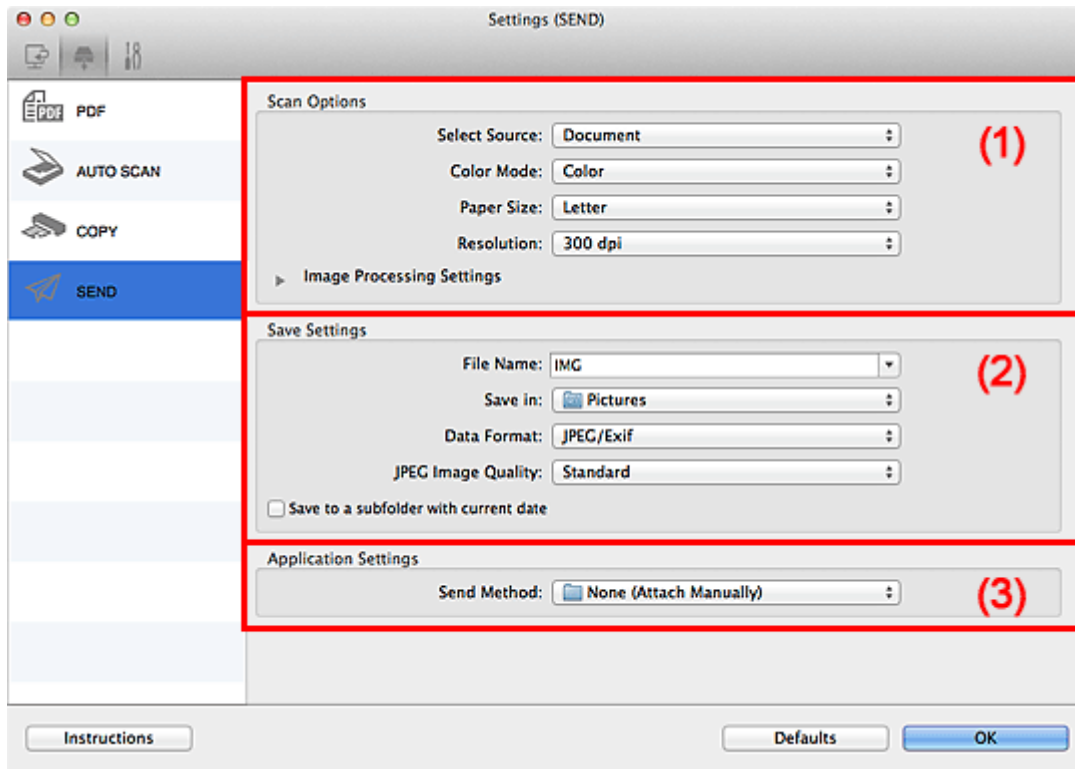 Settings (SEND)
PDF
PDF
AUTO SCAN
COPY
SEND
Scan Options
(1)
Select Source: Document
Color Mode: Color
Paper Size: Letter
Resolution: 300 dpi
Image Processing Settings
Save Settings
(2)
File Name: IMG
Save in: Pictures
Data Format: JPEG/Exif
JPEG Image Quality: Standard
Save to a subfolder with current date
Application Settings
(3)
Send Method: None (Attach Manually)
Instructions
Defaults
OK